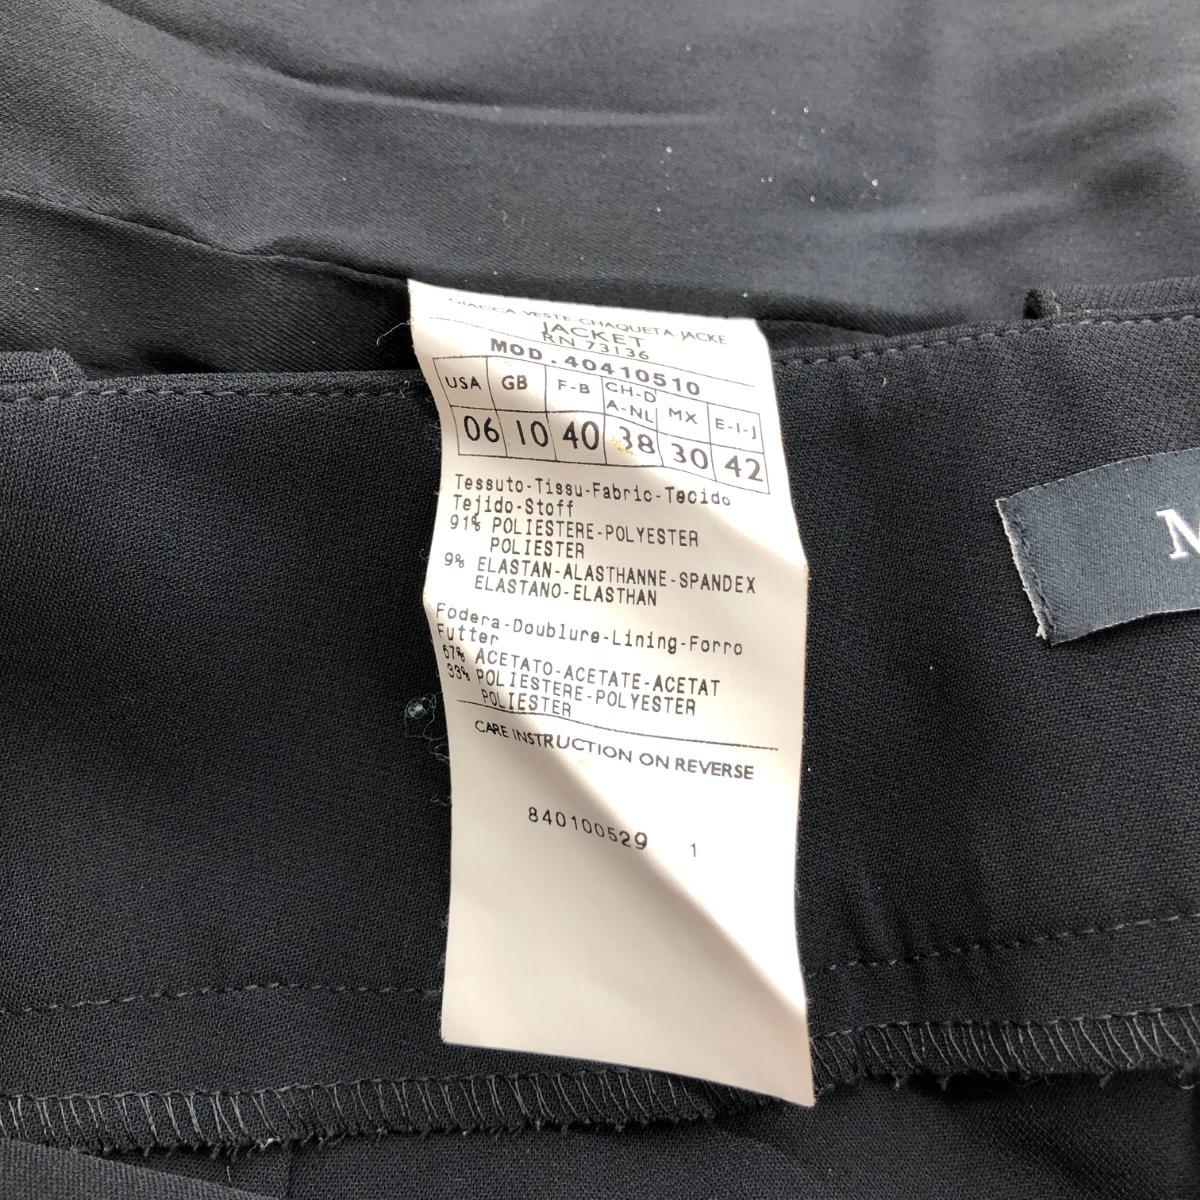 GIACCA-VESTE-CHAQUETA-JACKE
JACKET
RN 73136
MOD. 40410510
USA GB F-B CH-D A-NL MX E-I-J
06 10 40 38 30 42
Tessuto-Tissu-Fabric-Tecido
Tejido-Stoff
91% POLIESTERE-POLYESTER
POLIESTER
9% ELASTAN-ALASTHANNE-SPANDEX
ELASTANO-ELASTHAN
Fodera-Doublure-Lining-Forro
Futter
67% ACETATO-ACETATE-ACETAT
33% POLIESTERE-POLYESTER
POLIESTER
CARE INSTRUCTION ON REVERSE
840100529 1
M